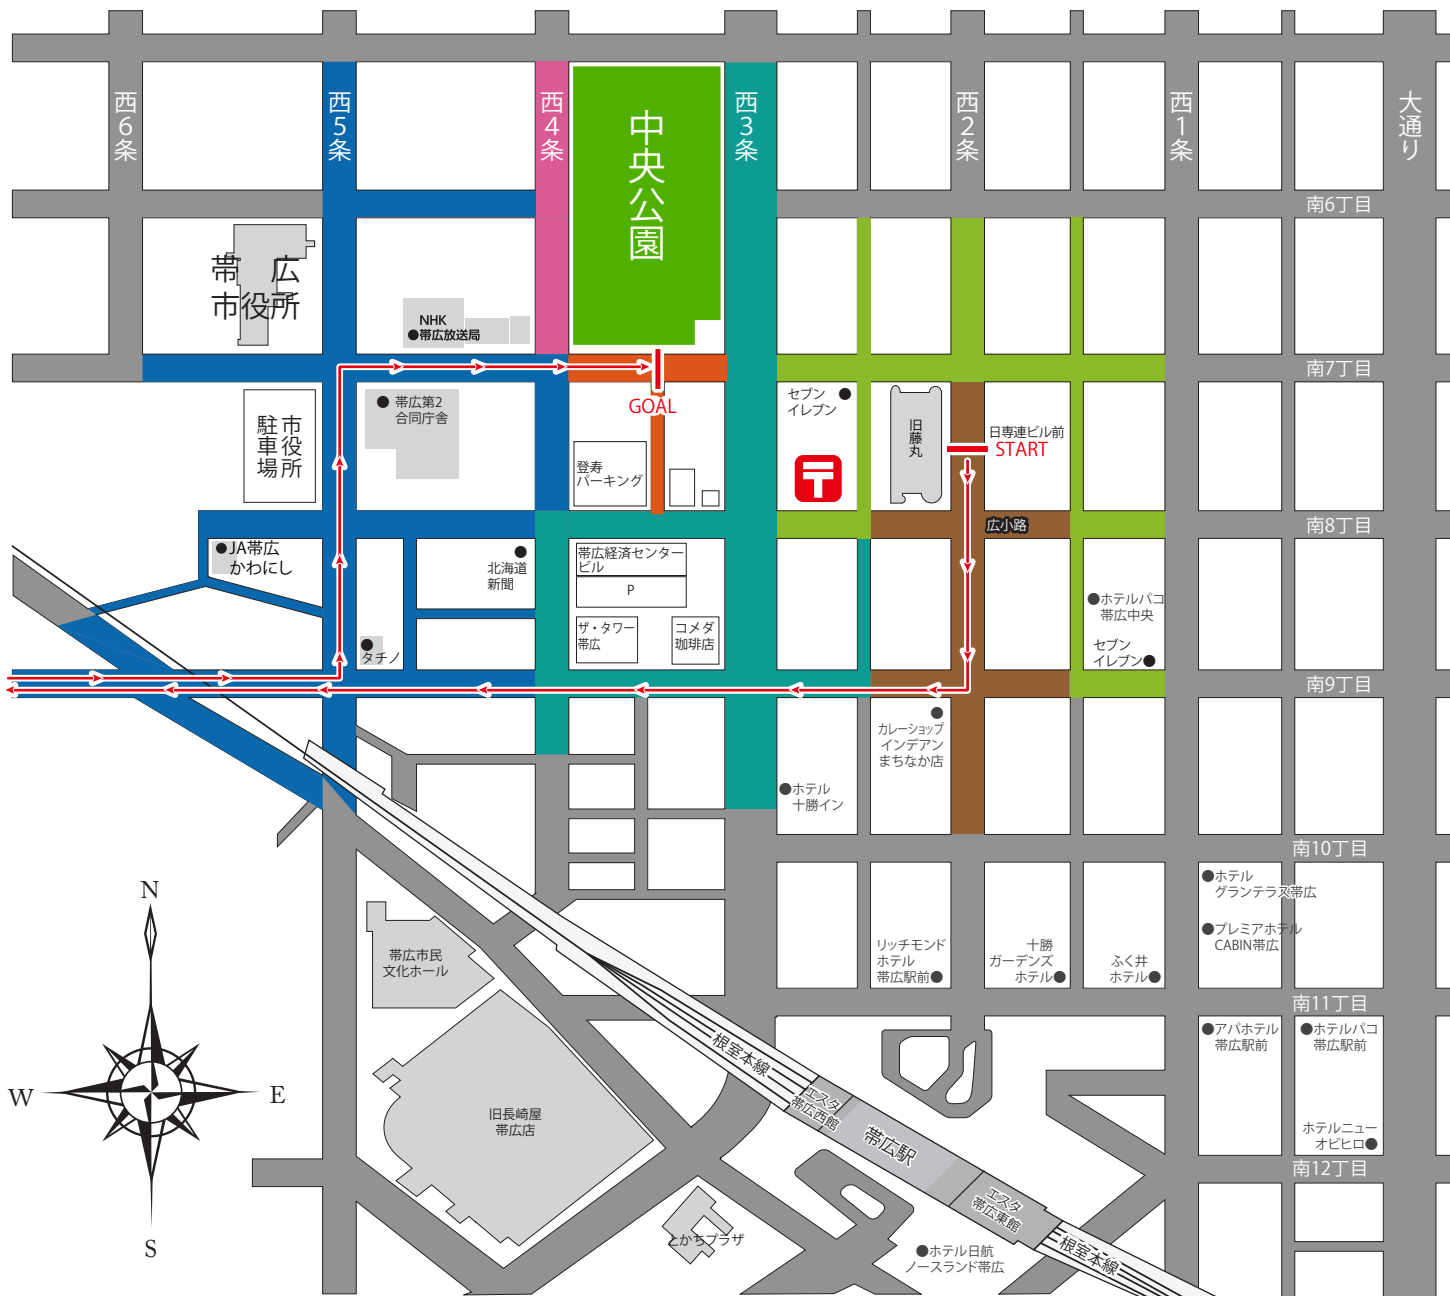 西6条
西5条
西4条
西3条
西2条
西1条
大通り
中央公園
南6丁目
帯 広
市役所
NHK
●帯広放送局
南7丁目
GOAL
セブン
イレブン
旧藤丸
日専連ビル前
START
帯広第2
合同庁舎
市役所
駐車場
登寿
パーキング
広小路
南8丁目
JA帯広
かわにし
北海道
新聞
帯広経済センター
ビル
P
ホテルパコ
帯広中央
ザ・タワー
帯広
コメダ
珈琲店
セブン
イレブン
タチノ
南9丁目
カレーショップ
インデアン
まちなか店
ホテル
十勝イン
南10丁目
ホテル
グランテラス帯広
プレミアホテル
CABIN帯広
リッチモンド
ホテル
帯広駅前
十勝
ガーデンズ
ホテル
ふく井
ホテル
帯広市民
文化ホール
南11丁目
アパホテル
帯広駅前
ホテルパコ
帯広駅前
根室本線
エスタ
帯広西館
帯広駅
エスタ
帯広東館
根室本線
旧長崎屋
帯広店
ホテルニュー
オビヒロ
南12丁目
とかちプラザ
ホテル日航
ノースランド帯広
N
W
E
S